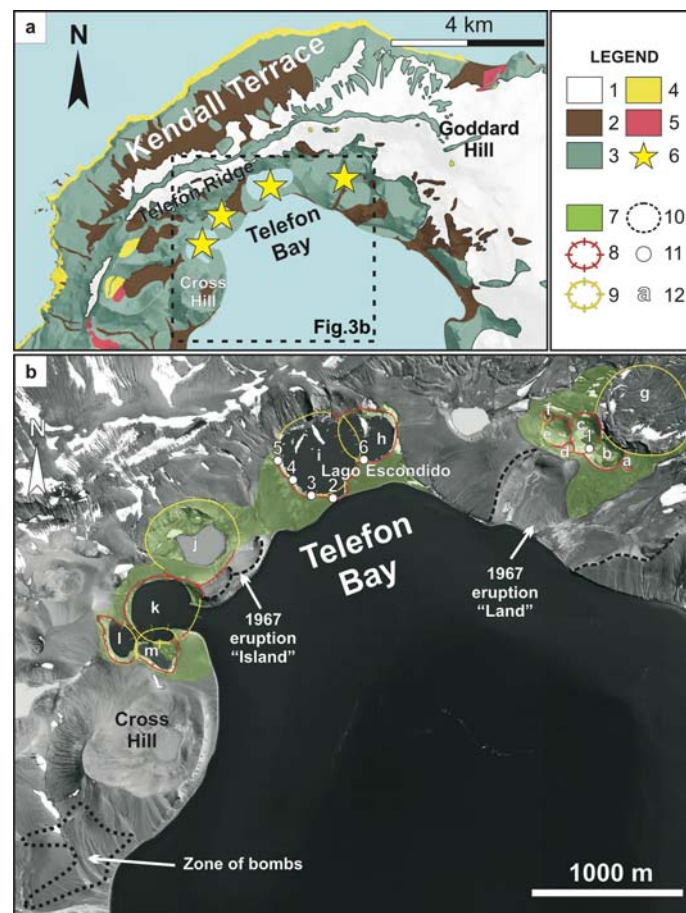 a
N
4 km
Kendall Terrace
Goddard
Hill
Telefon Ridge
Telefon
Bay
Cross
Hill
Fig.3b
LEGEND
1
4
2
5
3
6
7
10
8
11
9
12
a
b
N
g
f
c
e
1
d
b
a
h
6
i
5
4
3
2
Lago Escondido
j
k
l
m
Telefon
Bay
1967
eruption
“Land”
1967
eruption
“Island”
Cross
Hill
Zone of bombs
1000 m